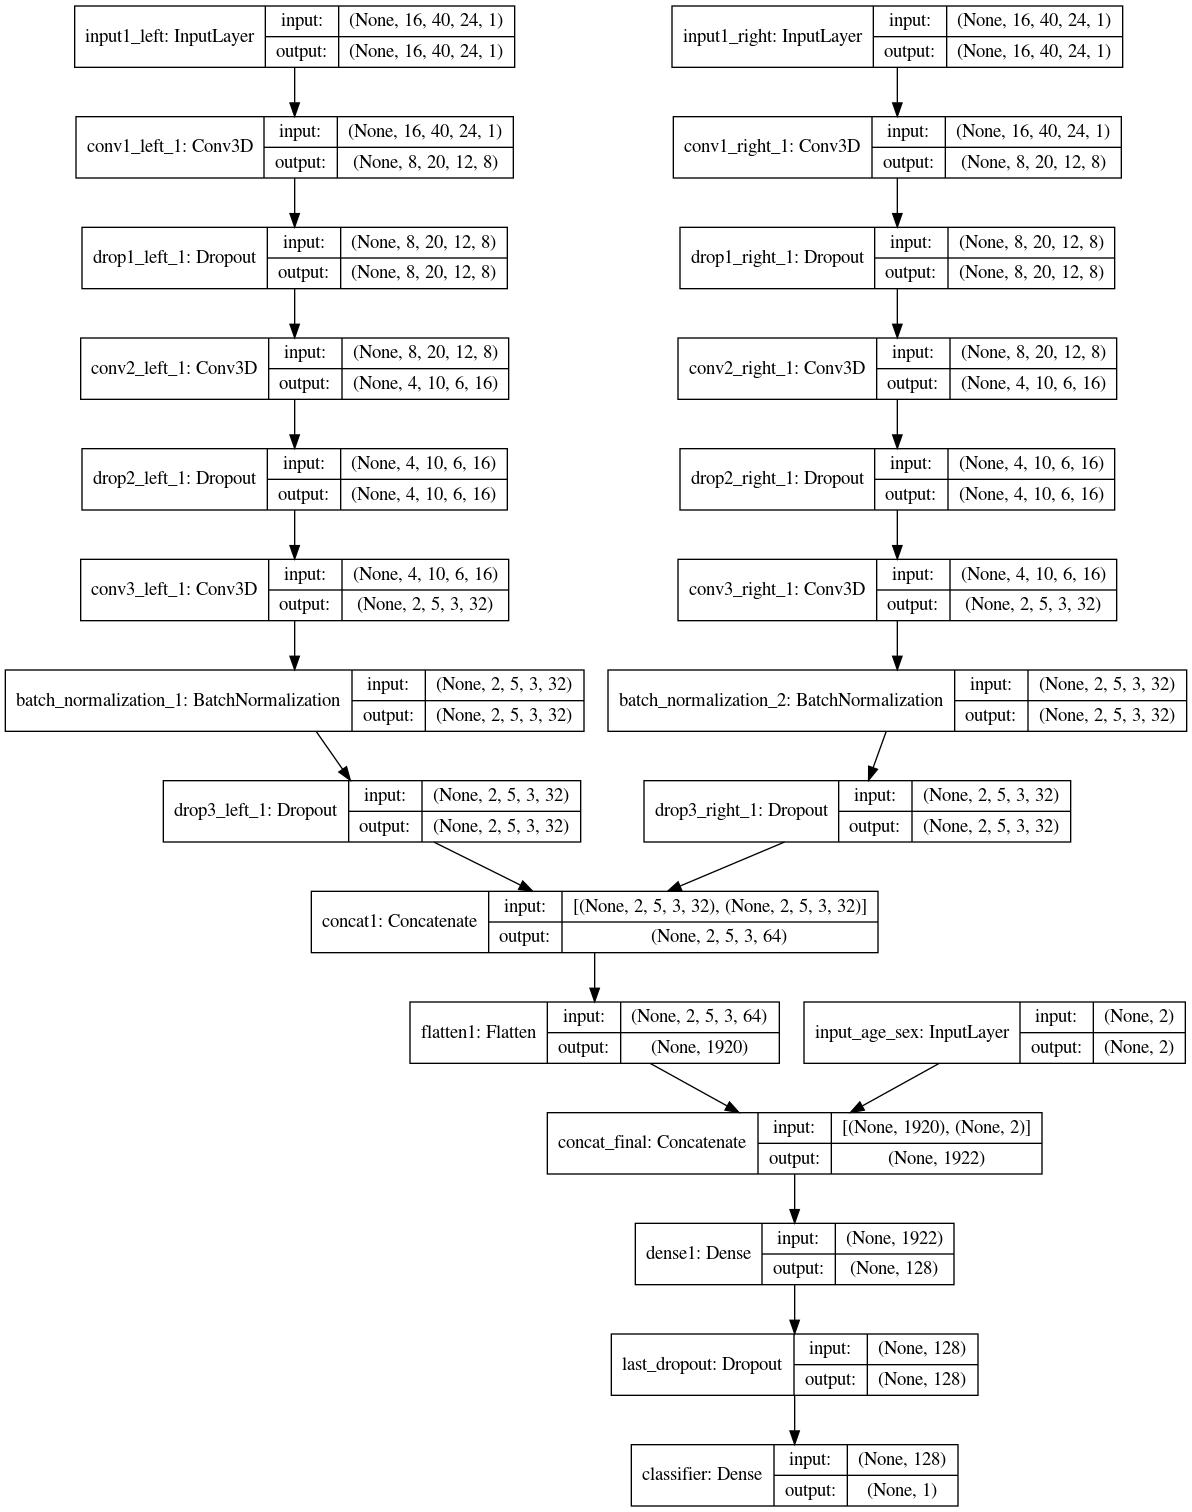 input1_left: InputLayer
input: (None, 16, 40, 24, 1)
output: (None, 16, 40, 24, 1)
input1_right: InputLayer
input: (None, 16, 40, 24, 1)
output: (None, 16, 40, 24, 1)
conv1_left_1: Conv3D
input: (None, 16, 40, 24, 1)
output: (None, 8, 20, 12, 8)
conv1_right_1: Conv3D
input: (None, 16, 40, 24, 1)
output: (None, 8, 20, 12, 8)
drop1_left_1: Dropout
input: (None, 8, 20, 12, 8)
output: (None, 8, 20, 12, 8)
drop1_right_1: Dropout
input: (None, 8, 20, 12, 8)
output: (None, 8, 20, 12, 8)
conv2_left_1: Conv3D
input: (None, 8, 20, 12, 8)
output: (None, 4, 10, 6, 16)
conv2_right_1: Conv3D
input: (None, 8, 20, 12, 8)
output: (None, 4, 10, 6, 16)
drop2_left_1: Dropout
input: (None, 4, 10, 6, 16)
output: (None, 4, 10, 6, 16)
drop2_right_1: Dropout
input: (None, 4, 10, 6, 16)
output: (None, 4, 10, 6, 16)
conv3_left_1: Conv3D
input: (None, 4, 10, 6, 16)
output: (None, 2, 5, 3, 32)
conv3_right_1: Conv3D
input: (None, 4, 10, 6, 16)
output: (None, 2, 5, 3, 32)
batch_normalization_1: BatchNormalization
input: (None, 2, 5, 3, 32)
output: (None, 2, 5, 3, 32)
batch_normalization_2: BatchNormalization
input: (None, 2, 5, 3, 32)
output: (None, 2, 5, 3, 32)
drop3_left_1: Dropout
input: (None, 2, 5, 3, 32)
output: (None, 2, 5, 3, 32)
drop3_right_1: Dropout
input: (None, 2, 5, 3, 32)
output: (None, 2, 5, 3, 32)
concat1: Concatenate
input: [(None, 2, 5, 3, 32), (None, 2, 5, 3, 32)]
output: (None, 2, 5, 3, 64)
flatten1: Flatten
input: (None, 2, 5, 3, 64)
output: (None, 1920)
input_age_sex: InputLayer
input: (None, 2)
output: (None, 2)
concat_final: Concatenate
input: [(None, 1920), (None, 2)]
output: (None, 1922)
dense1: Dense
input: (None, 1922)
output: (None, 128)
last_dropout: Dropout
input: (None, 128)
output: (None, 128)
classifier: Dense
input: (None, 128)
output: (None, 1)